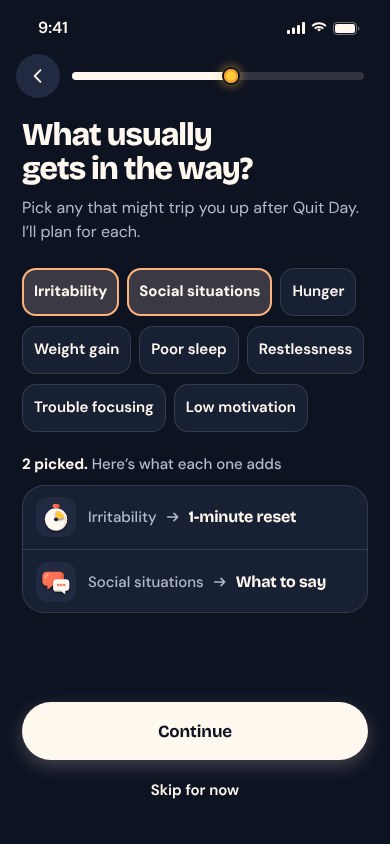 9:41
What usually
gets in the way?
Pick any that might trip you up after Quit Day.
I’ll plan for each.
Irritability Social situations Hunger
Weight gain Poor sleep Restlessness
Trouble focusing Low motivation
2 picked. Here’s what each one adds
Irritability → 1-minute reset
Social situations → What to say
Continue
Skip for now